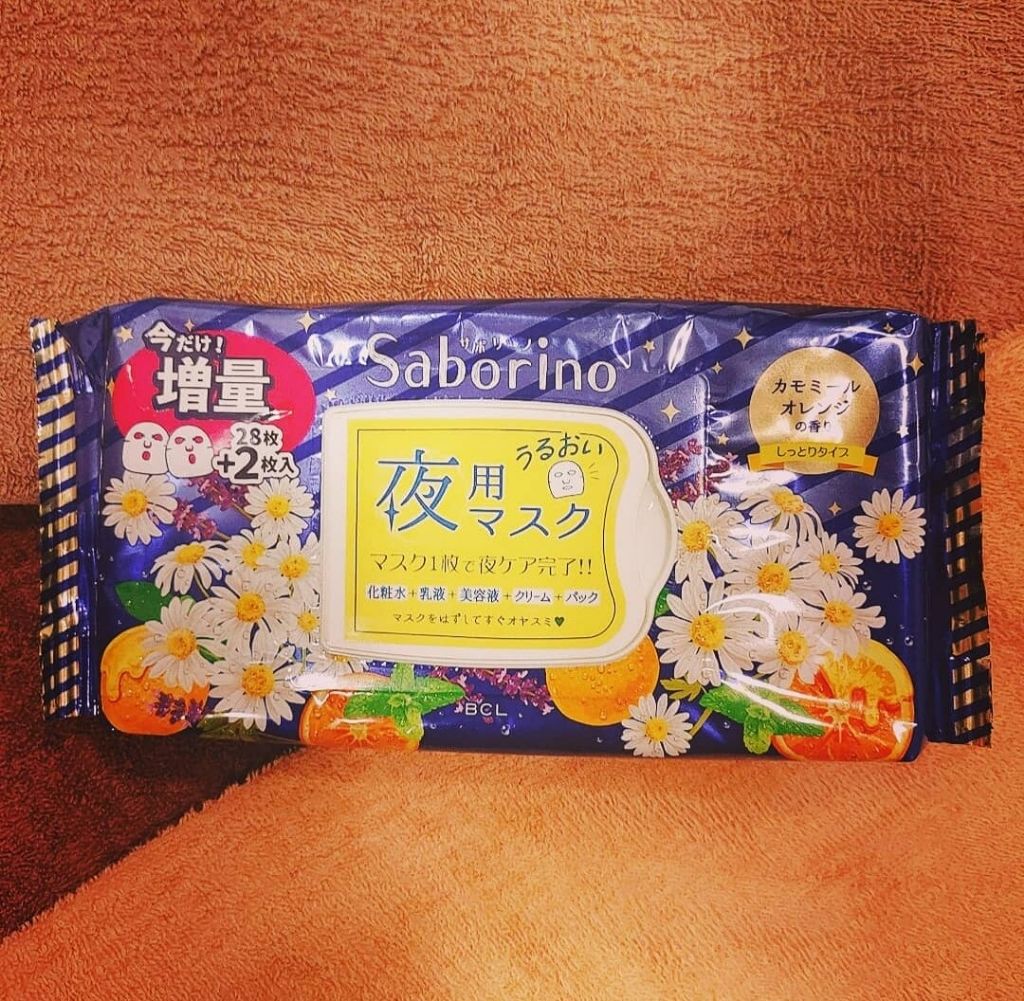 今だけ!
増量
28枚
+2枚入
サボリーノ
Saborino
うるおい
夜用
マスク
マスク1枚で夜ケア完了!!
化粧水+乳液+美容液+クリーム+パック
マスクをはずしてすぐオヤスミ♥
BCL
カモミール
オレンジ
の香り
しっとりタイプ